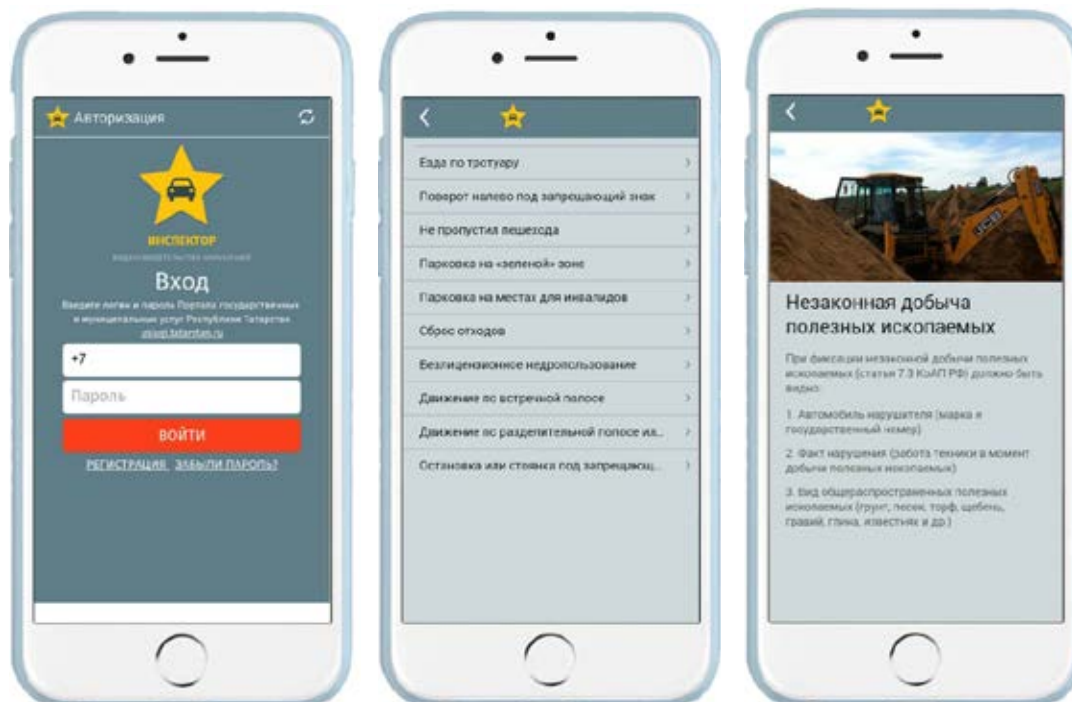 Авторизация
ИНСПЕКТОР
Вход
Введите логин и пароль Портала государственных
и муниципальных услуг Республики Татарстан
uslugi.tatarstan.ru
+7
Пароль
ВОЙТИ
РЕГИСТРАЦИЯ ЗАБЫЛИ ПАРОЛЬ?
Езда по тротуару
Поворот налево под запрещающий знак
Не пропустил пешехода
Парковка на «зеленой» зоне
Парковка на местах для инвалидов
Сброс отходов
Безлицензионное недропользование
Движение по встречной полосе
Движение по разделительной полосе ил...
Остановка или стоянка под запрещающ...
JCB
Незаконная добыча
полезных ископаемых
При фиксации незаконной добычи полезных
ископаемых (статья 7.3 КоАП РФ) должно быть
видно:
1. Автомобиль нарушителя (марка и
государственный номер)
2. Факт нарушения (работа техники в момент
добычи полезных ископаемых)
3. Вид общераспространенных полезных
ископаемых (грунт, песок, торф, щебень,
гравий, глина, известняк и др.)